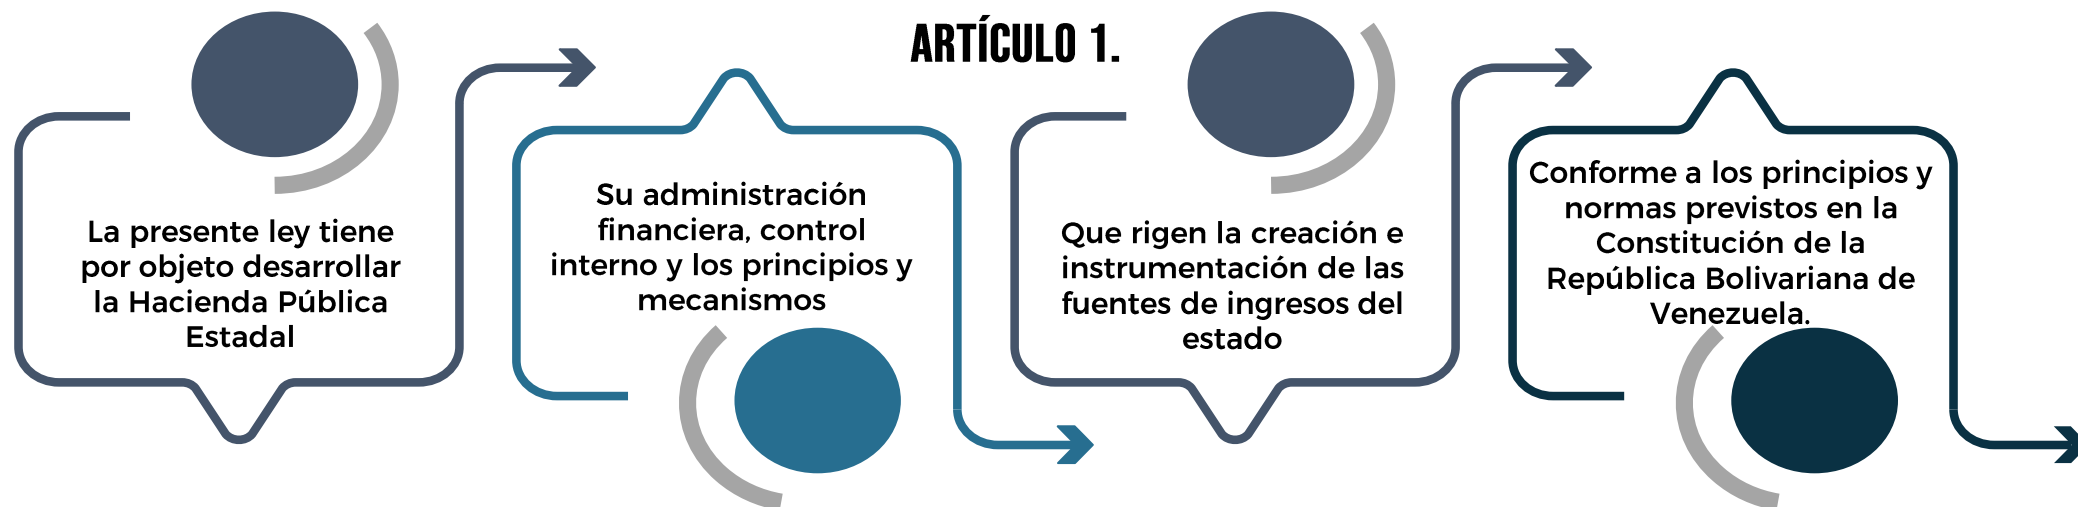 ARTÍCULO 1.
La presente ley tiene
por objeto desarrollar
la Hacienda Pública
Estadal
Su administración
financiera, control
interno y los principios y
mecanismos
Que rigen la creación e
instrumentación de las
fuentes de ingresos del
estado
Conforme a los principios y
normas previstos en la
Constitución de la
República Bolivariana de
Venezuela.